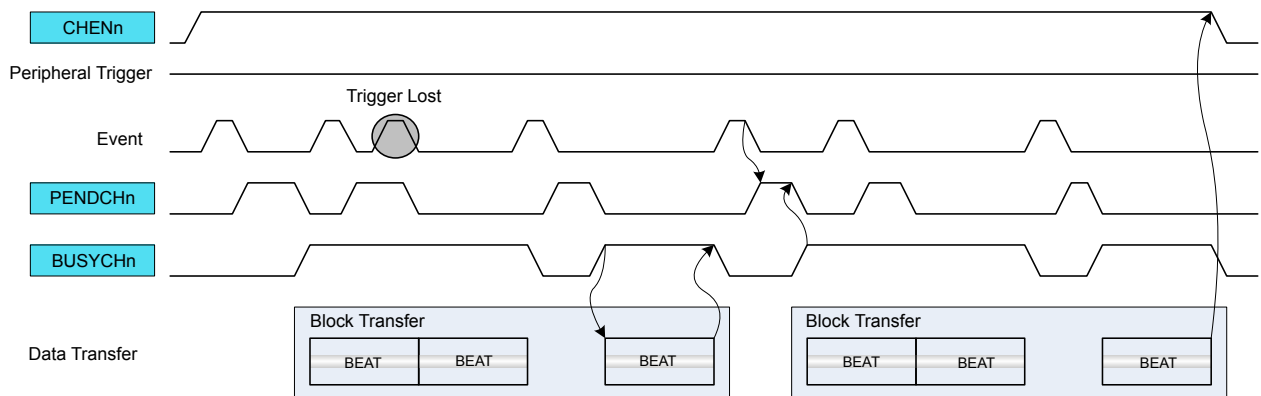 CHENn
Peripheral Trigger
Trigger Lost
Event
PENDCHn
BUSYCHn
Block Transfer
Block Transfer
Data Transfer
BEAT
BEAT
BEAT
BEAT
BEAT
BEAT